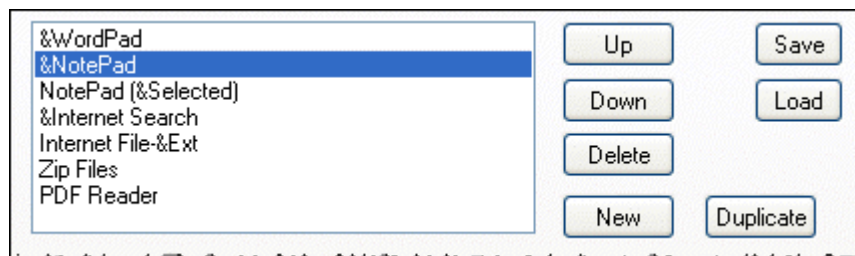 &WordPad
&NotePad
NotePad (&Selected)
&Internet Search
Internet File-&Ext
Zip Files
PDF Reader
Up
Save
Down
Load
Delete
New
Duplicate